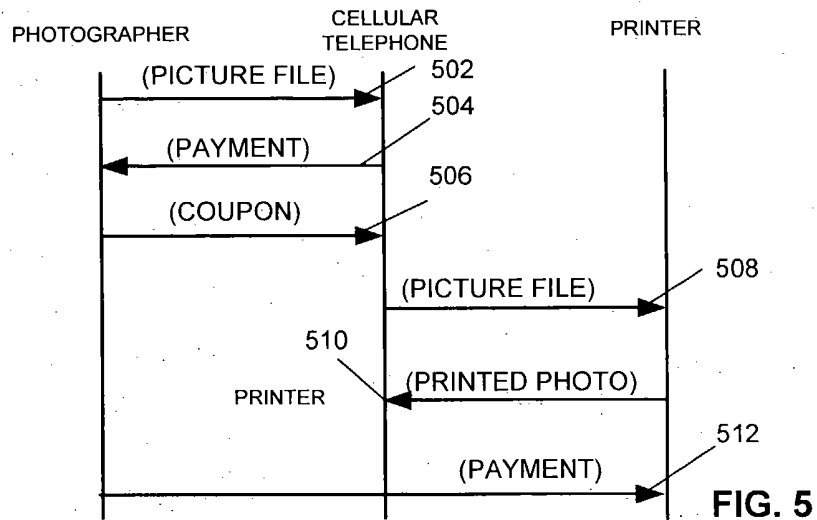 PHOTOGRAPHER
CELLULAR
TELEPHONE
PRINTER
(PICTURE FILE)
502
504
(PAYMENT)
506
(COUPON)
508
(PICTURE FILE)
510
PRINTER
(PRINTED PHOTO)
512
(PAYMENT)
FIG. 5